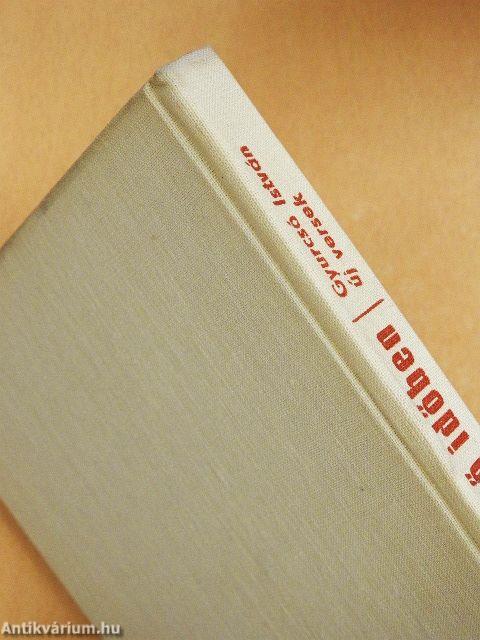 Gyurcsó István
új versek
| időben
Antikvárium.hu